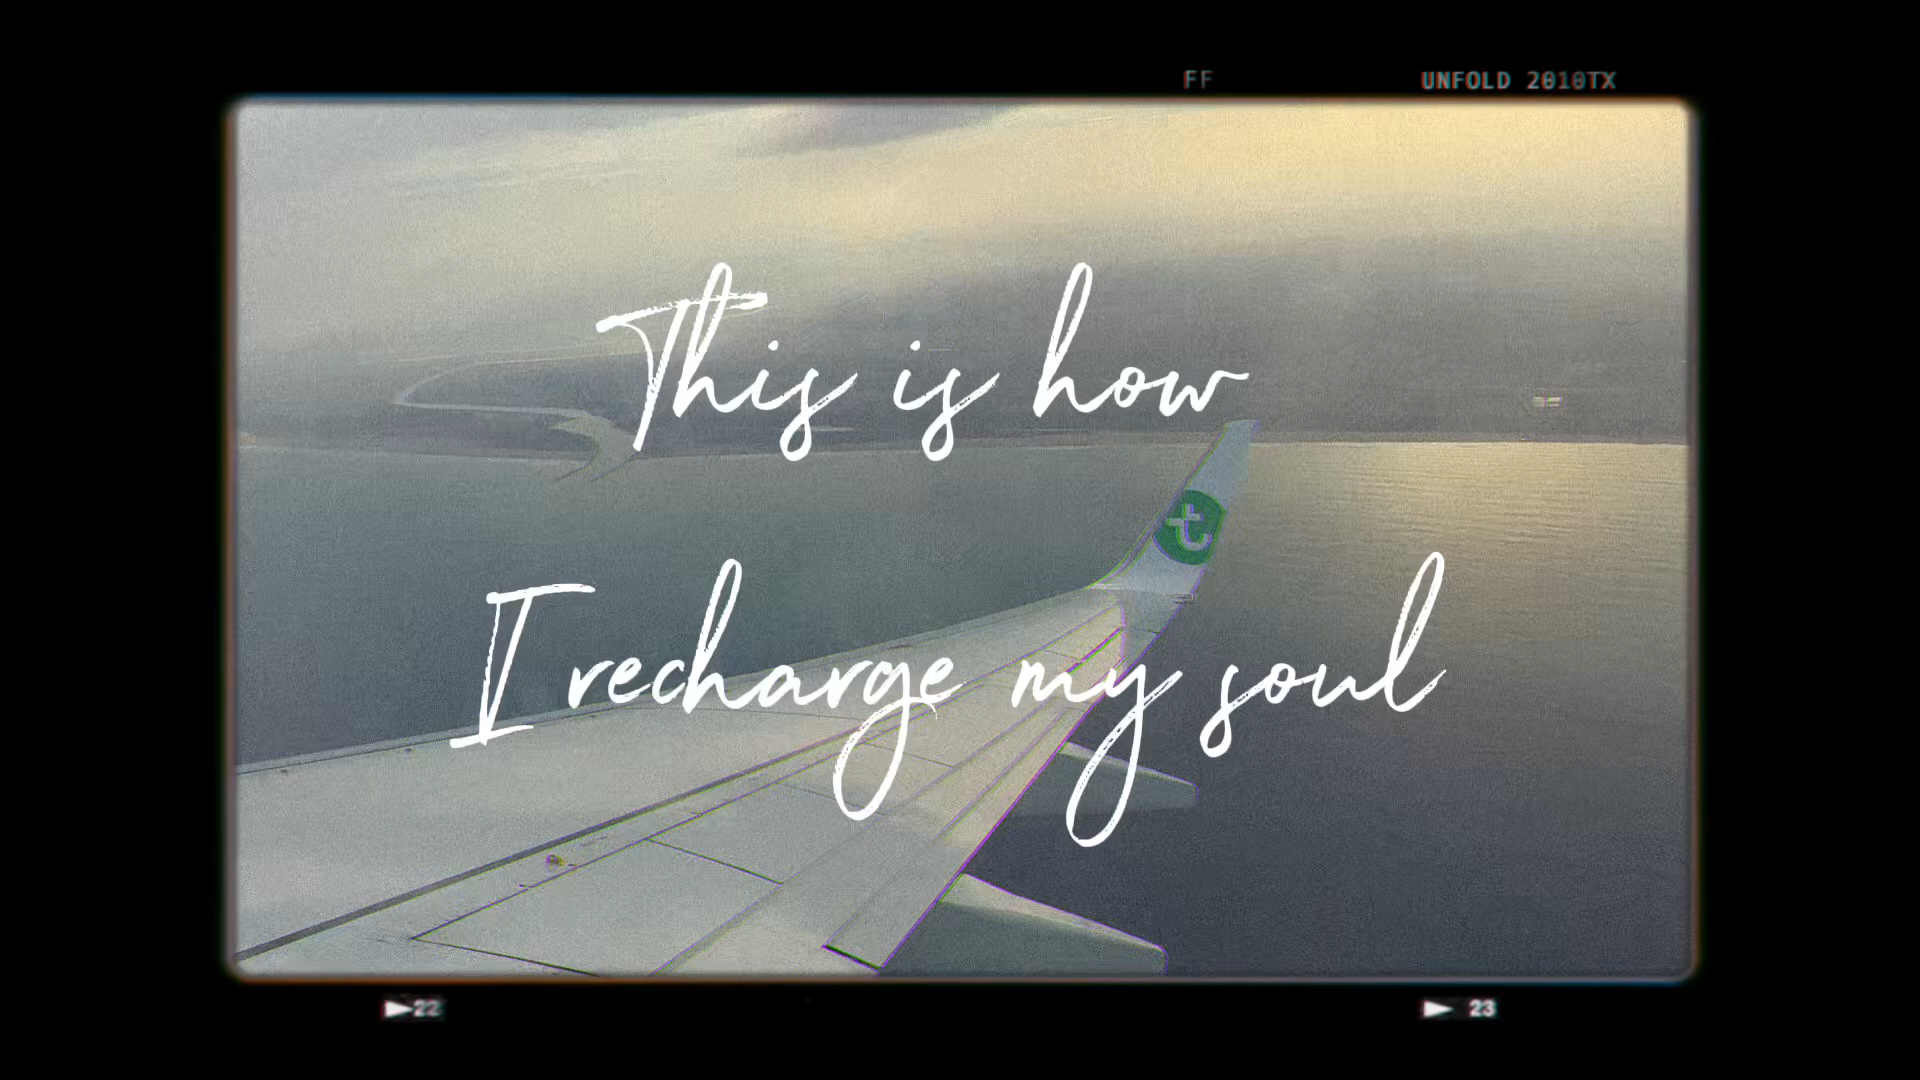 FF UNFOLD 2010TX
This is how
t
I recharge my soul
▶22 ▶ 23